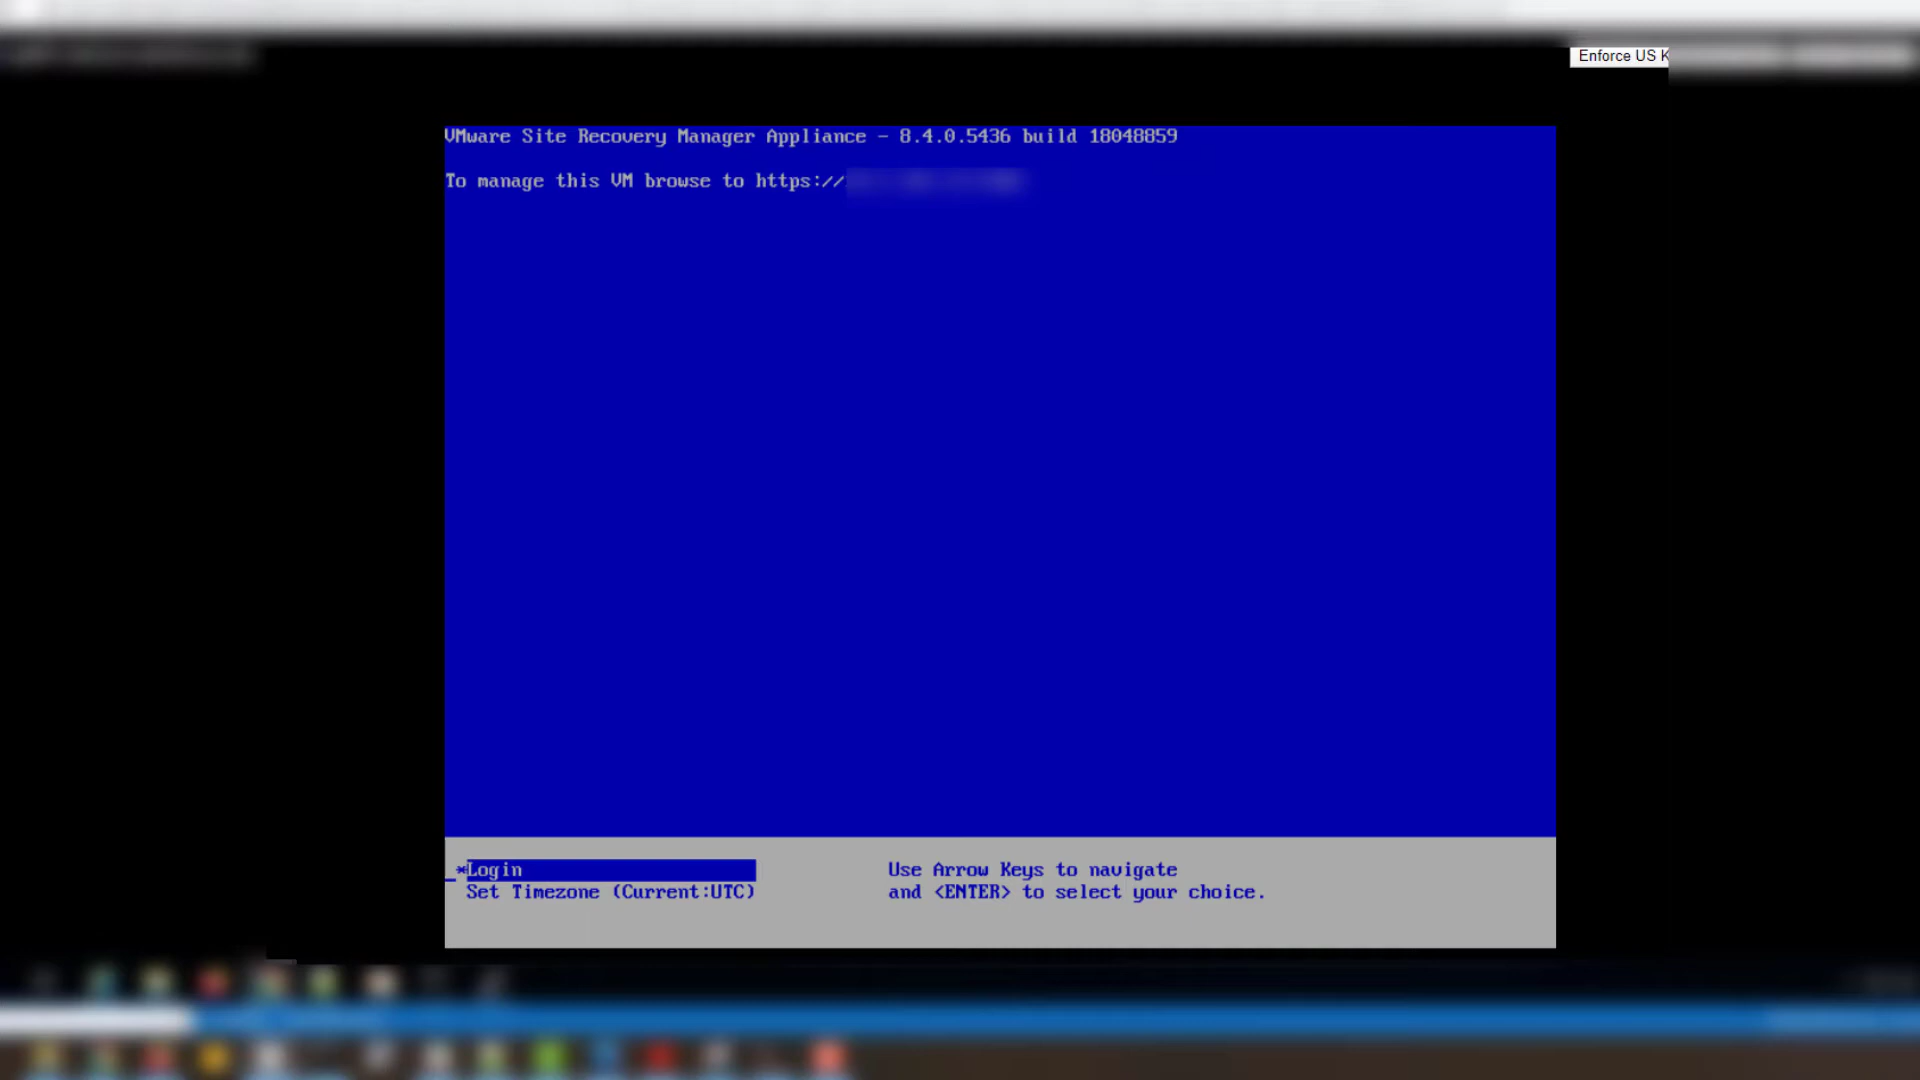 Enforce US K
VMware Site Recovery Manager Appliance - 8.4.0.5436 build 18048859
To manage this VM browse to https://
*Login
Set Timezone (Current:UTC)
Use Arrow Keys to navigate
and <ENTER> to select your choice.